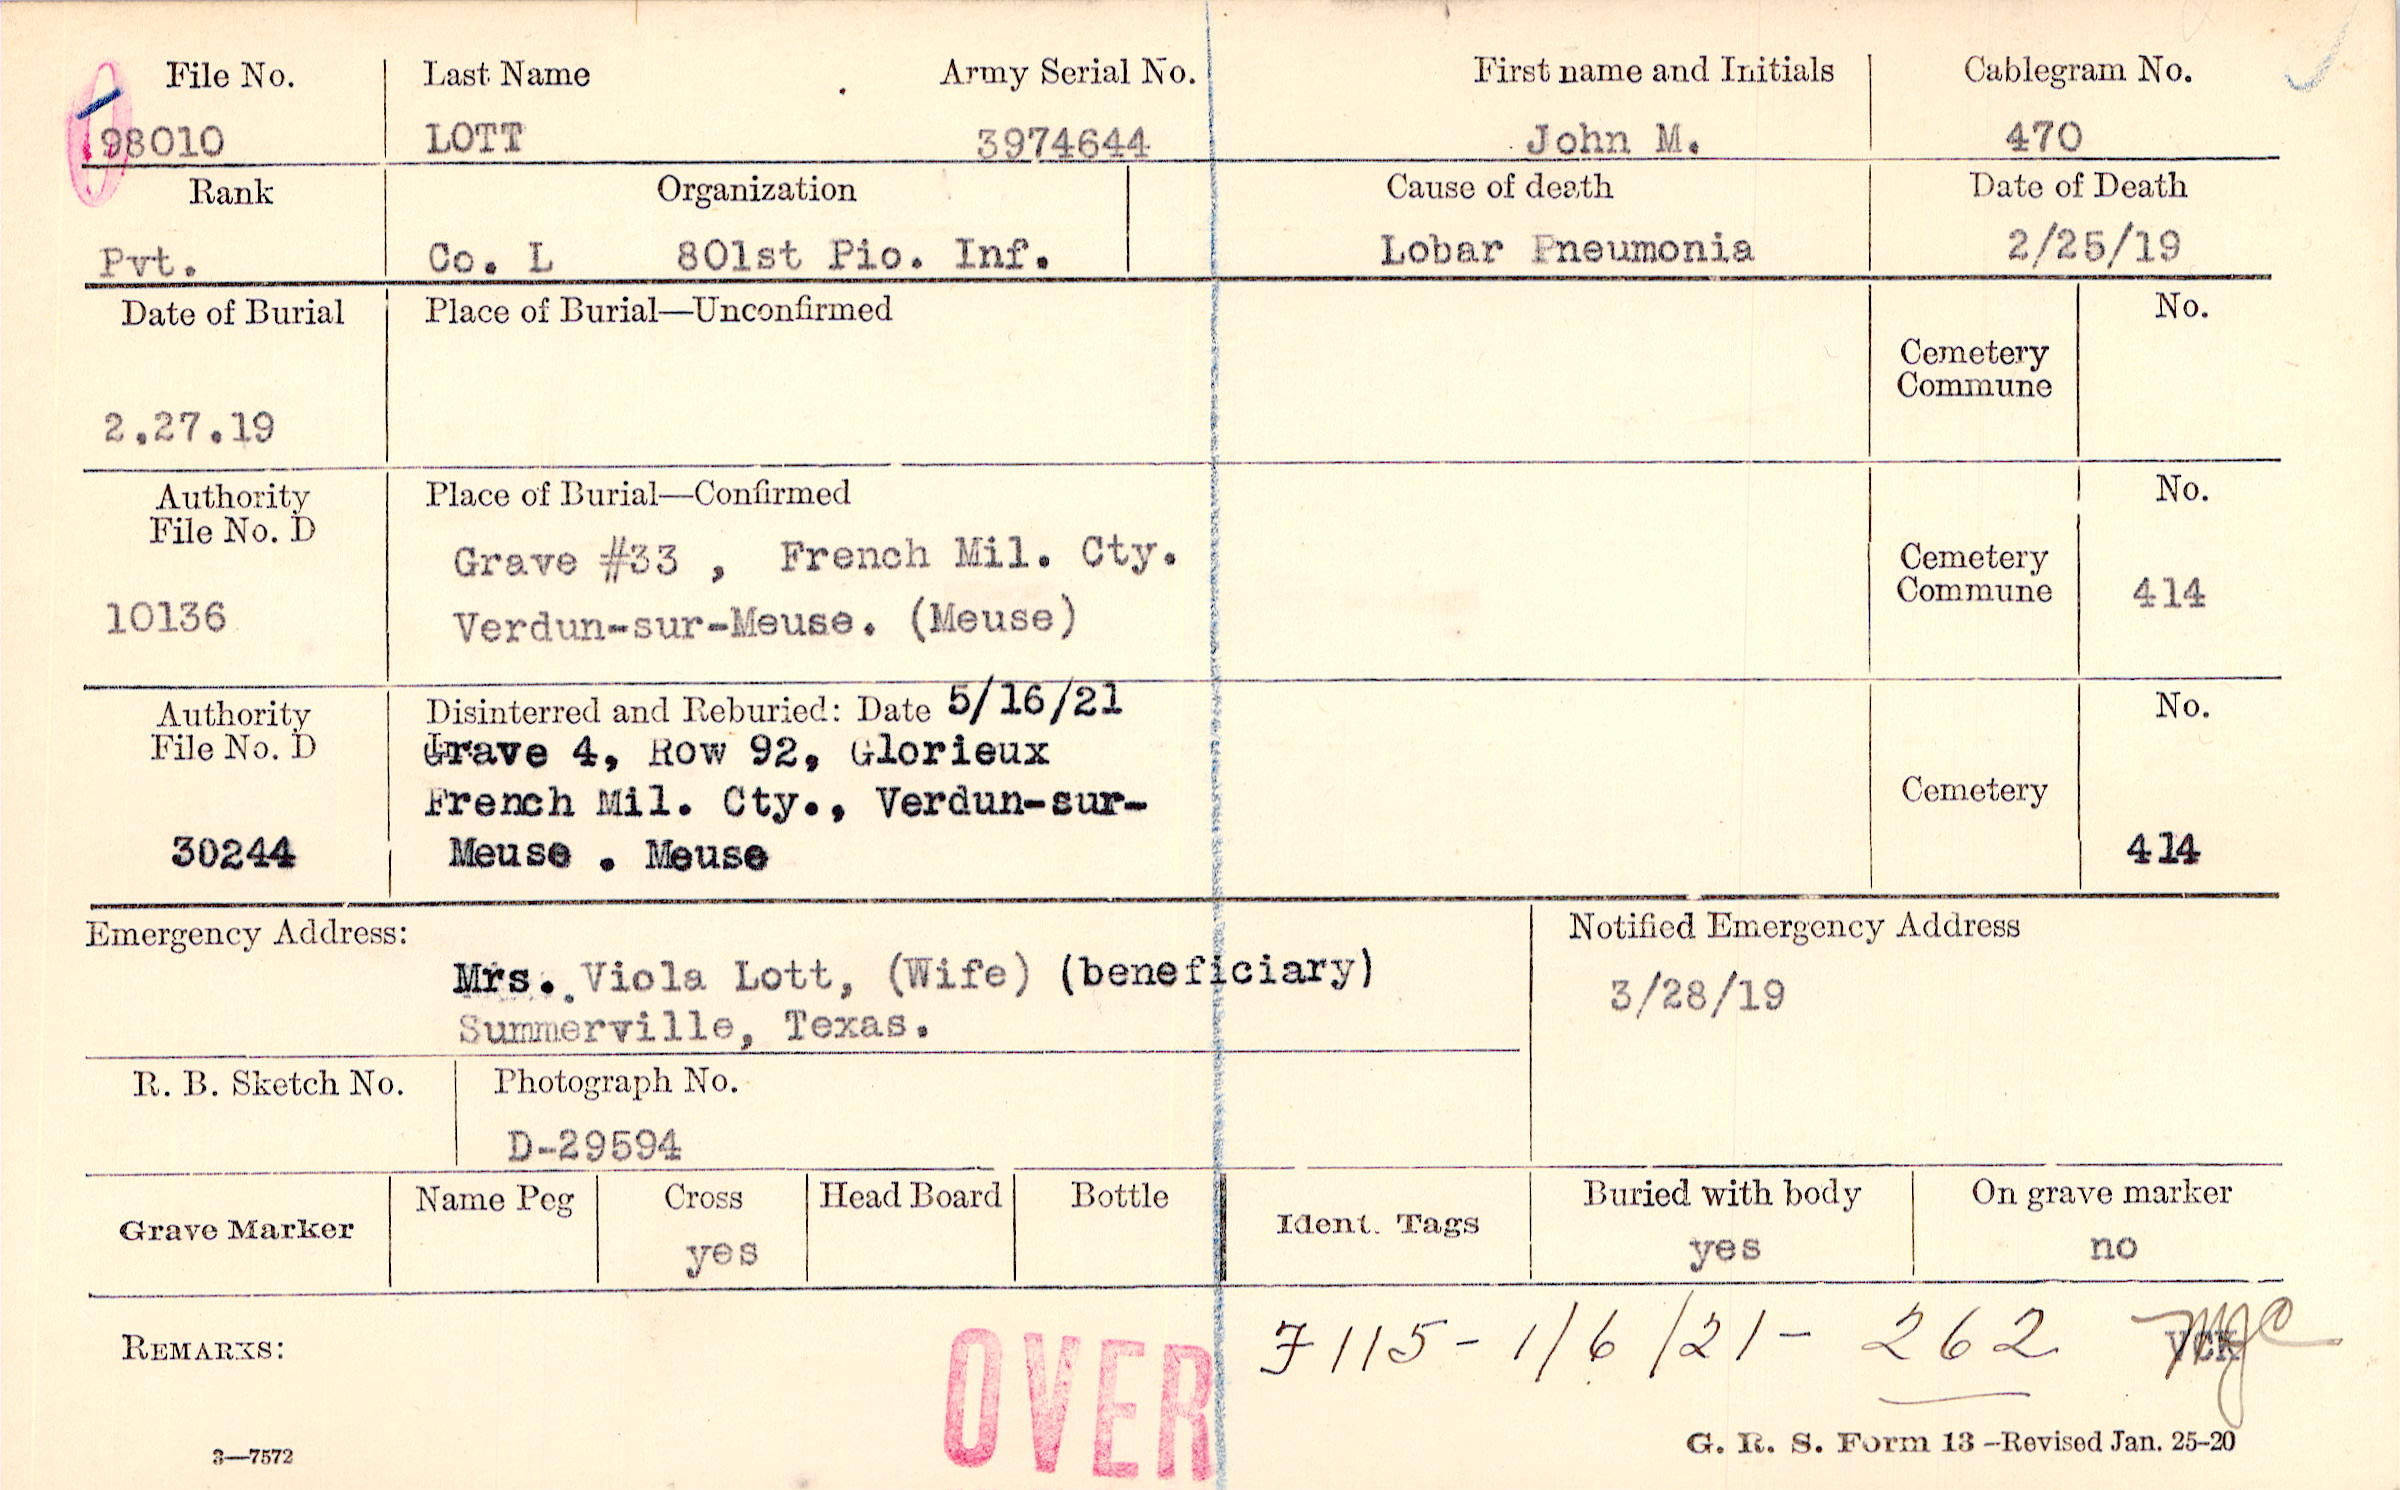 File No. Last Name Army Serial No. First name and Initials Cablegram No.
98010 LOTT 3974644 John M. 470
Rank Organization Cause of death Date of Death
Pvt. Co. L 801st Pio. Inf. Lobar Pneumonia 2/25/19
Date of Burial Place of Burial—Unconfirmed No.
Cemetery
Commune
2.27.19
Authority Place of Burial—Confirmed No.
File No. D
Grave #33 , French Mil. Cty. Cemetery
10136 Verdun-sur-Meuse. (Meuse) Commune 414
Authority Disinterred and Reburied: Date 5/16/21 No.
File No. D Grave 4, Row 92, Glorieux
French Mil. Cty., Verdun-sur- Cemetery
30244 Meuse . Meuse 414
Emergency Address: Notified Emergency Address
Mrs. Viola Lott, (Wife) (beneficiary) 3/28/19
Summerville, Texas.
R. B. Sketch No. Photograph No.
D-29594
Grave Marker Name Peg Cross Head Board Bottle Ident. Tags Buried with body On grave marker
yes yes no
REMARKS: OVER F115-1/6/21- 262 VCK
3—7572 G. R. S. Form 13—Revised Jan. 25-20